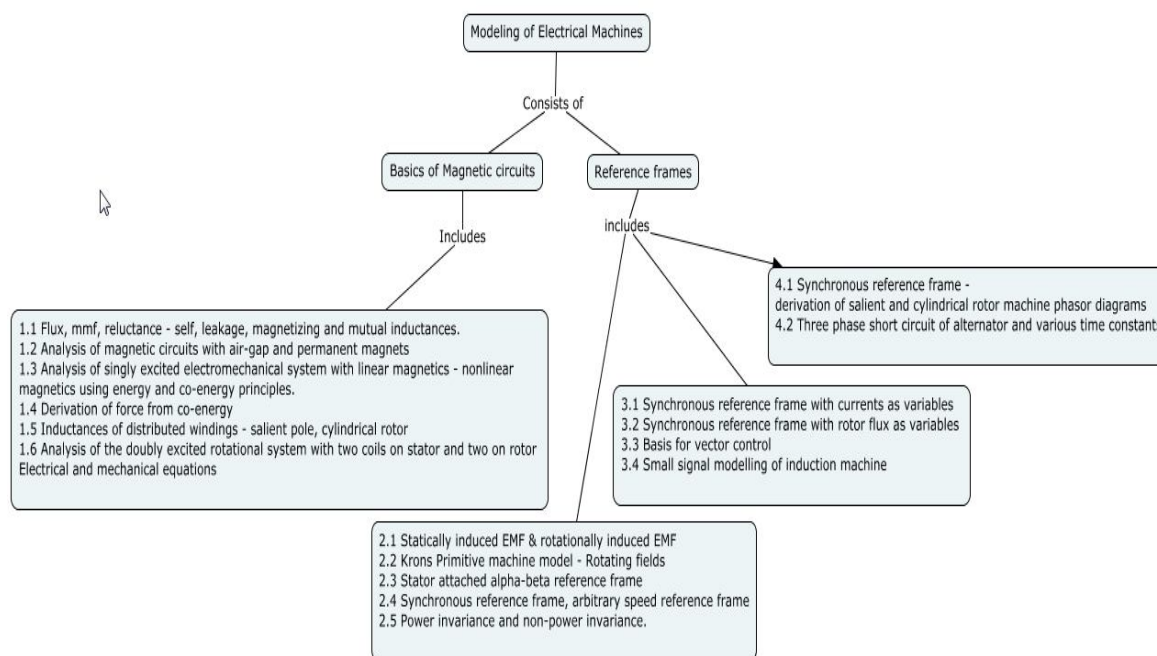 Modeling of Electrical Machines
Consists of
Basics of Magnetic circuits
Reference frames
Includes
includes
1.1 Flux, mmf, reluctance - self, leakage, magnetizing and mutual inductances.
1.2 Analysis of magnetic circuits with air-gap and permanent magnets
1.3 Analysis of singly excited electromechanical system with linear magnetics - nonlinear
magnetics using energy and co-energy principles.
1.4 Derivation of force from co-energy
1.5 Inductances of distributed windings - salient pole, cylindrical rotor
1.6 Analysis of the doubly excited rotational system with two coils on stator and two on rotor
Electrical and mechanical equations
2.1 Statically induced EMF & rotationally induced EMF
2.2 Krons Primitive machine model - Rotating fields
2.3 Stator attached alpha-beta reference frame
2.4 Synchronous reference frame, arbitrary speed reference frame
2.5 Power invariance and non-power invariance.
3.1 Synchronous reference frame with currents as variables
3.2 Synchronous reference frame with rotor flux as variables
3.3 Basis for vector control
3.4 Small signal modelling of induction machine
4.1 Synchronous reference frame -
derivation of salient and cylindrical rotor machine phasor diagrams
4.2 Three phase short circuit of alternator and various time constants